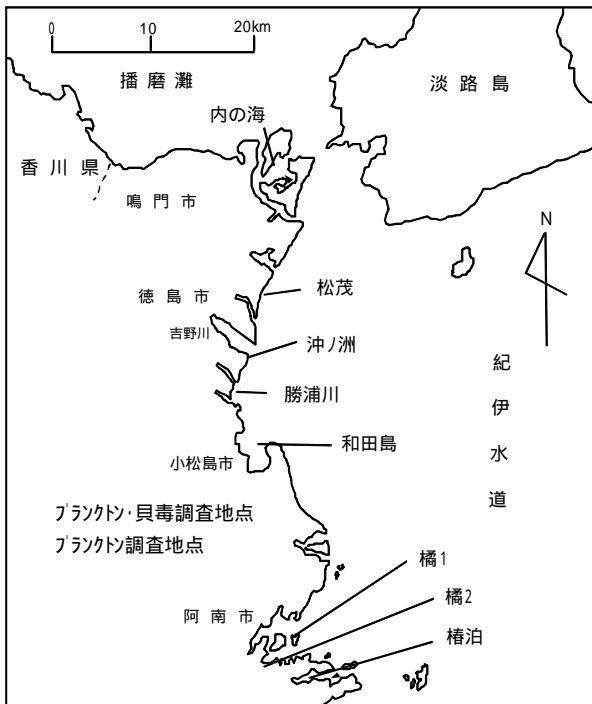 0 10 20km
播磨灘
淡路島
内の海
香川県
鳴門市
N
徳島市
松茂
吉野川
沖ノ洲
紀伊水道
勝浦川
和田島
小松島市
ﾌﾟﾗﾝｸﾄﾝ･貝毒調査地点
ﾌﾟﾗﾝｸﾄﾝ調査地点
橘1
橘2
阿南市
椿泊